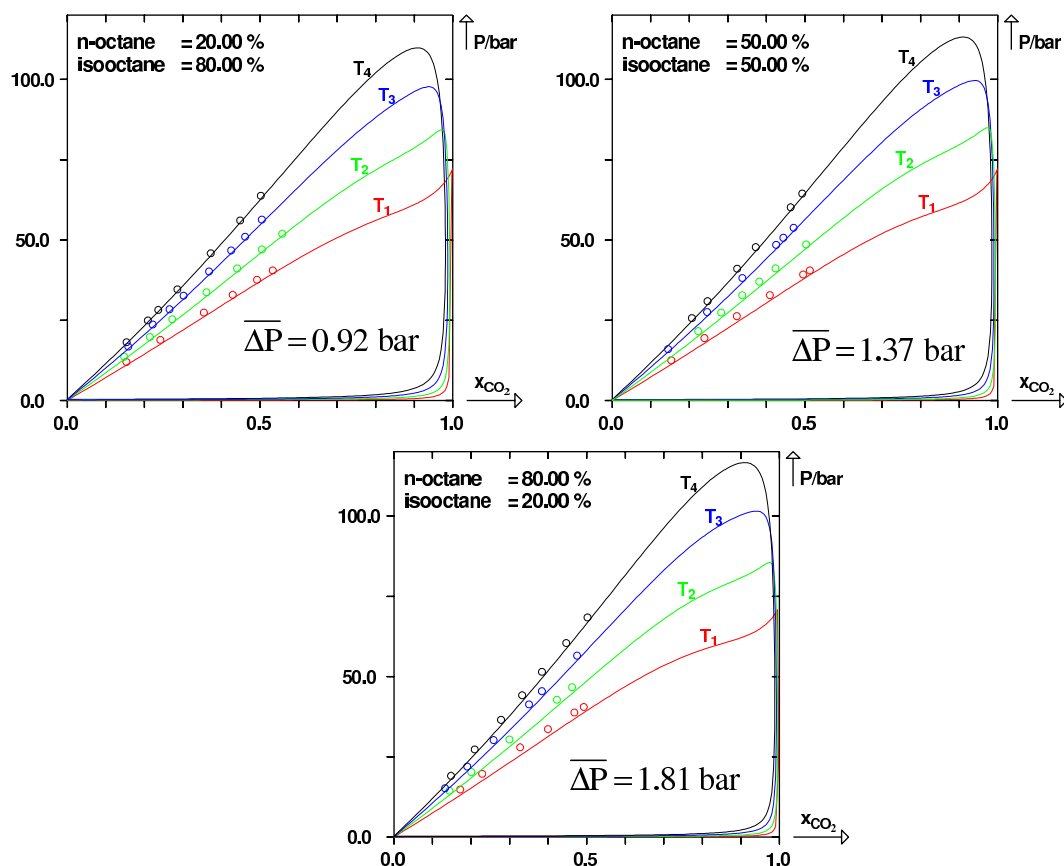 n-octane = 20.00 %
isooctane = 80.00 %
P/bar
100.0
50.0
0.0
T4
T3
T2
T1
ΔP = 0.92 bar
xCO2
0.0 0.5 1.0
n-octane = 50.00 %
isooctane = 50.00 %
P/bar
100.0
50.0
0.0
T4
T3
T2
T1
ΔP = 1.37 bar
xCO2
0.0 0.5 1.0
n-octane = 80.00 %
isooctane = 20.00 %
P/bar
100.0
50.0
0.0
T4
T3
T2
T1
ΔP = 1.81 bar
xCO2
0.0 0.5 1.0